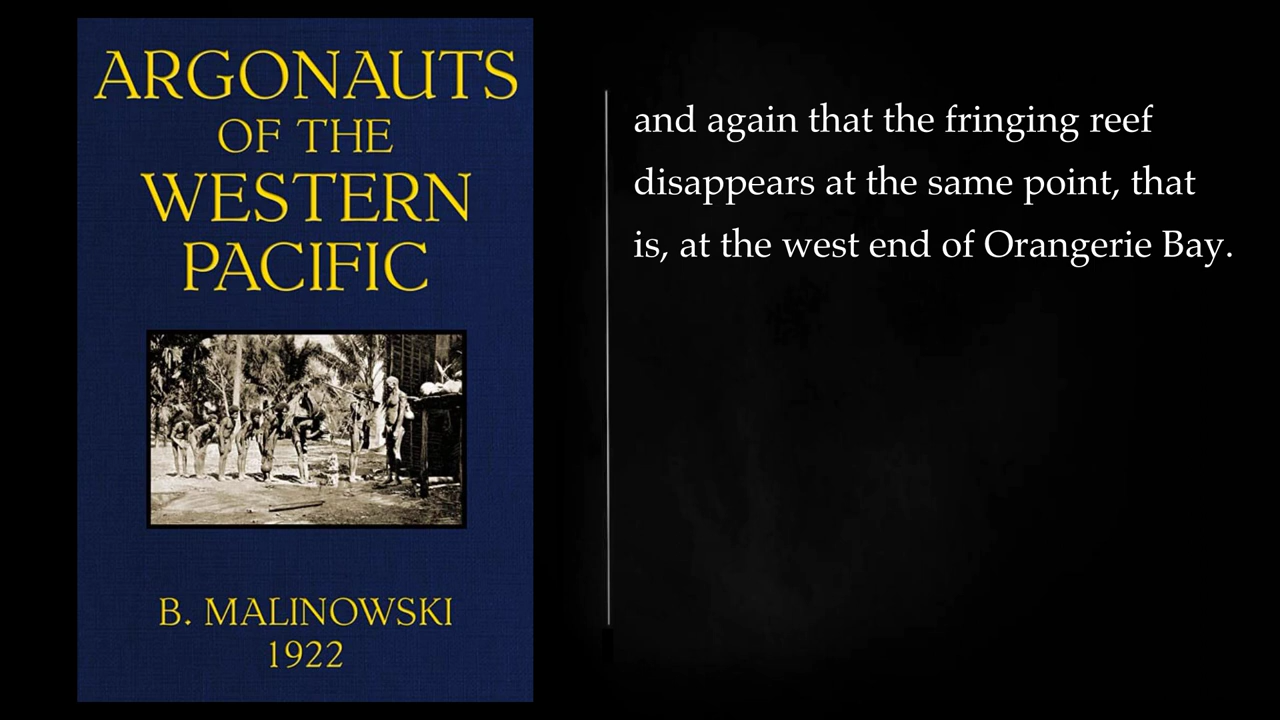 ARGONAUTS
OF THE
WESTERN
PACIFIC
B. MALINOWSKI
1922
and again that the fringing reef
disappears at the same point, that
is, at the west end of Orangerie Bay.